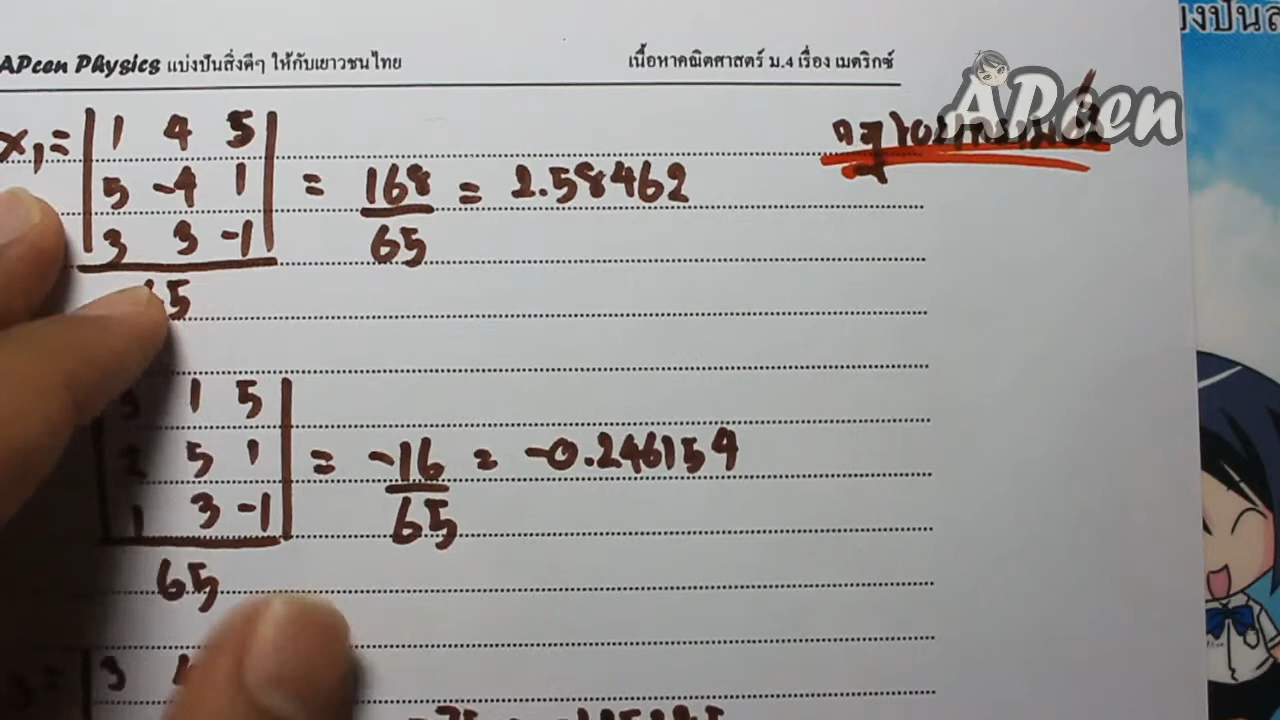 APcen Physics แบ่งปันสิ่งดีๆ ให้กับเยาวชนไทย เนื้อหาคณิตศาสตร์ ม.4 เรื่อง เมตริกซ์
APcen
x₁= | 1 4 5 |
| 5 -4 1 | = 168 = 2.58462
| 3 3 -1 | 65
65
1 5 |
5 1 | = -16 = -0.246154
1 3 -1 | 65
65
= | 3